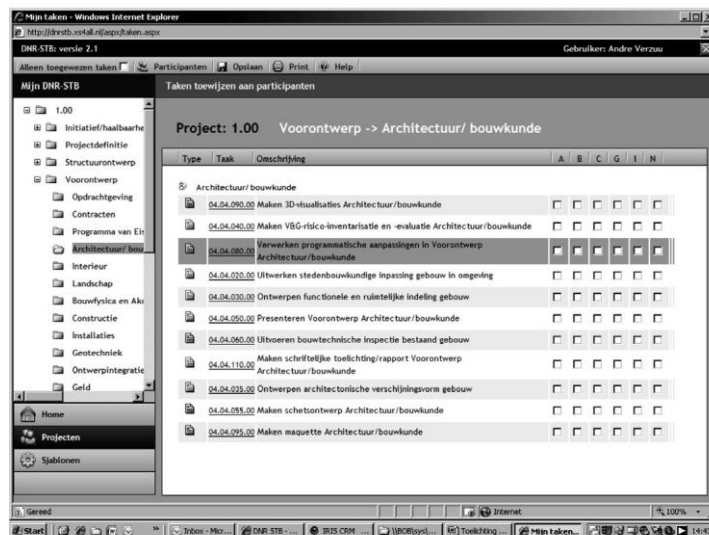 Mijn taken - Windows Internet Explorer
http://dnrstb.xs4all.nl/aspx/taken.aspx
DNR-STB: versie 2.1 Gebruiker: Andre Verzuu
Alleen toegewezen taken Participanten Opslaan Print Help
Mijn DNR-STB
Taken toewijzen aan participanten
1.00
Initiatief/haalbaarhe
Projectdefinitie
Structuurontwerp
Voorontwerp
Opdrachtgeving
Contracten
Programma van Eis
Architectuur/ bou
Interieur
Landschap
Bouwfysica en Ako
Constructie
Installaties
Geotechniek
Ontwerpintegratie
Geld
Home
Projecten
Sjablonen
Project: 1.00 Voorontwerp -> Architectuur/ bouwkunde
Type Taak Omschrijving A B C G I N
Architectuur/bouwkunde
04.04.090.00 Maken 3D-visualisaties Architectuur/bouwkunde
04.04.040.00 Maken V&G-risico-inventarisatie en -evaluatie Architectuur/bouwkunde
04.04.080.00 Verwerken programmatische aanpassingen in Voorontwerp
Architectuur/bouwkunde
04.04.020.00 Uitwerken stedenbouwkundige inpassing gebouw in omgeving
04.04.030.00 Ontwerpen functionele en ruimtelijke indeling gebouw
04.04.050.00 Presenteren Voorontwerp Architectuur/bouwkunde
04.04.060.00 Uitvoeren bouwtechnische inspectie bestaand gebouw
04.04.110.00 Maken schriftelijke toelichting/rapport Voorontwerp
Architectuur/bouwkunde
04.04.035.00 Ontwerpen architectonische verschijningsvorm gebouw
04.04.055.00 Maken schetsontwerp Architectuur/bouwkunde
04.04.095.00 Maken maquette Architectuur/bouwkunde
Gereed Internet 100%
Start Inbox - Micr... DNR STB - ... IRIS CRM ... \\BOB\sys\... Toelichting ... Mijn taken... 14:4